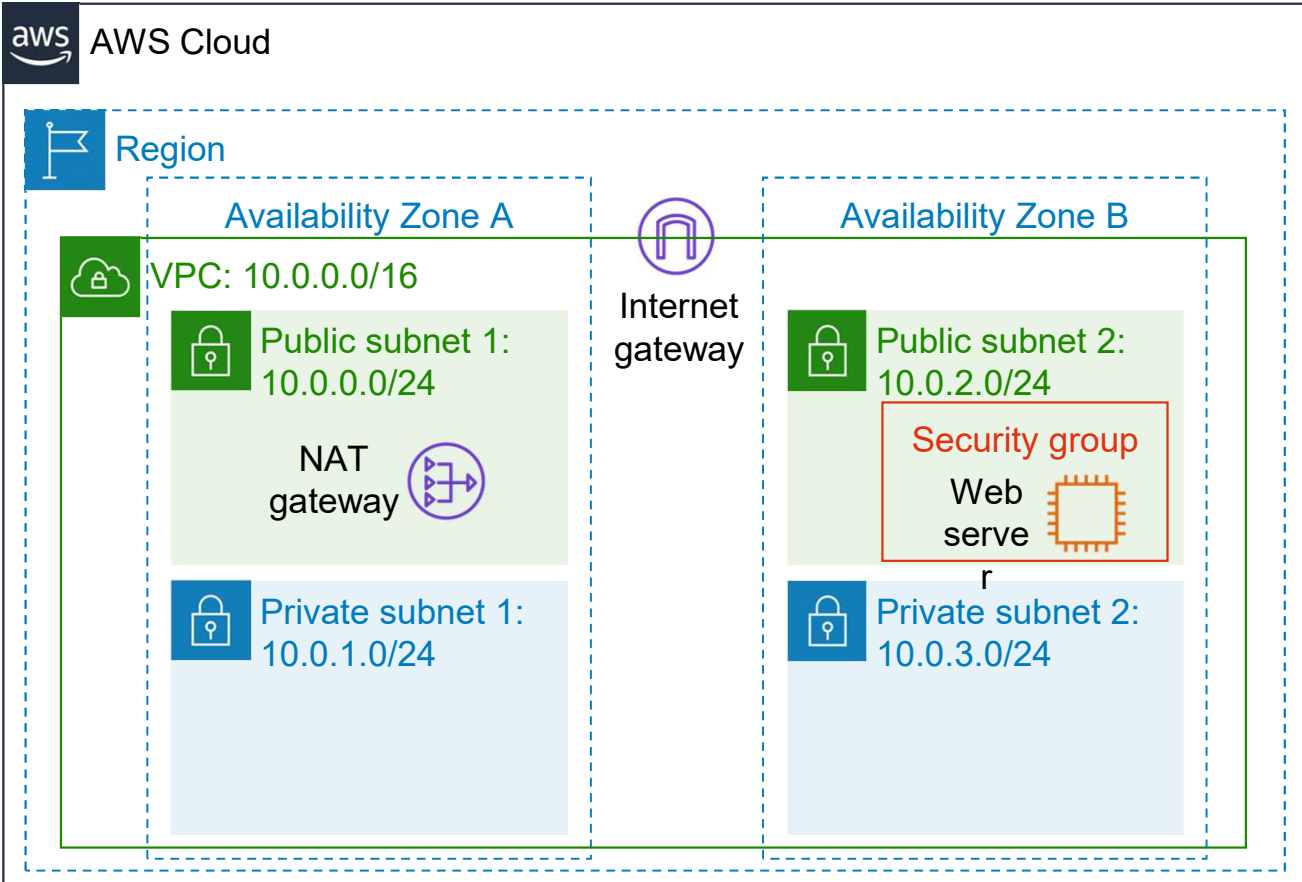 aws
AWS Cloud
Region
Availability Zone A
Availability Zone B
VPC: 10.0.0.0/16
Internet
gateway
Public subnet 1:
10.0.0.0/24
NAT
gateway
Public subnet 2:
10.0.2.0/24
Security group
Web
serve
r
Private subnet 1:
10.0.1.0/24
Private subnet 2:
10.0.3.0/24